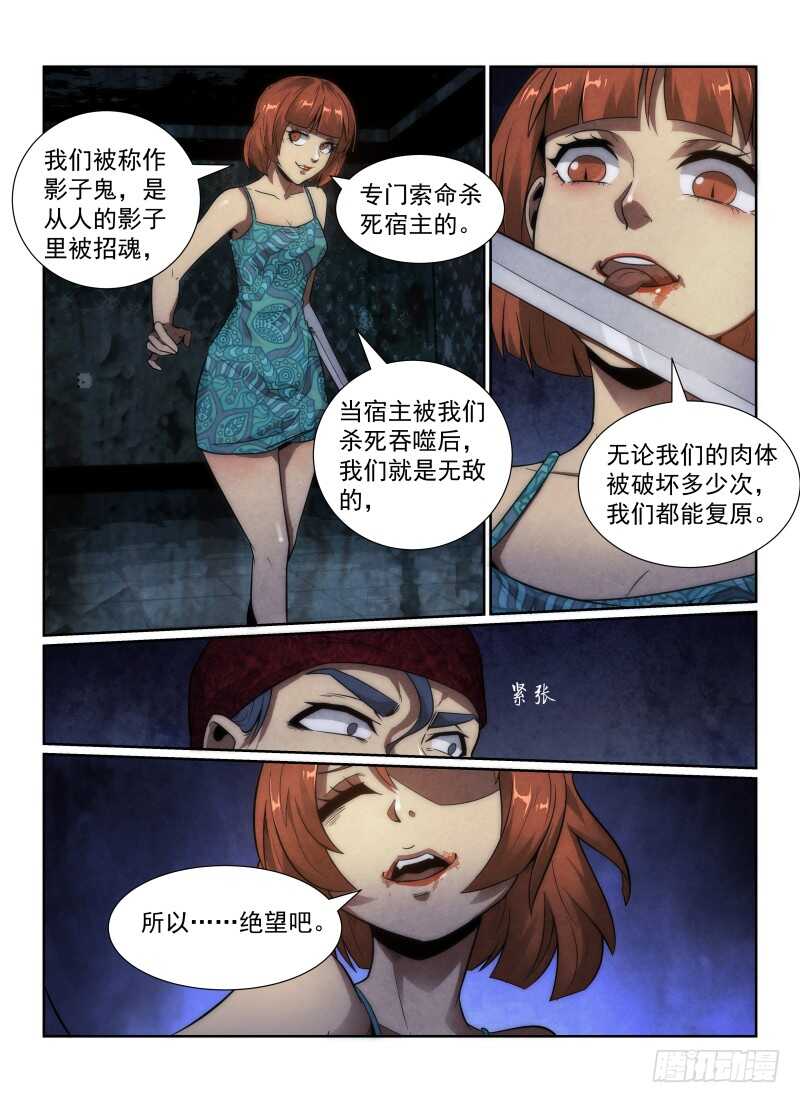 我们被称作
影子鬼，是
从人的影子
里被招魂，
专门索命杀
死宿主的。
当宿主被我们
杀死吞噬后，
我们就是无敌
的，
无论我们的肉体
被破坏多少次，
我们都能复原。
紧张
所以……绝望吧。
腾讯动漫